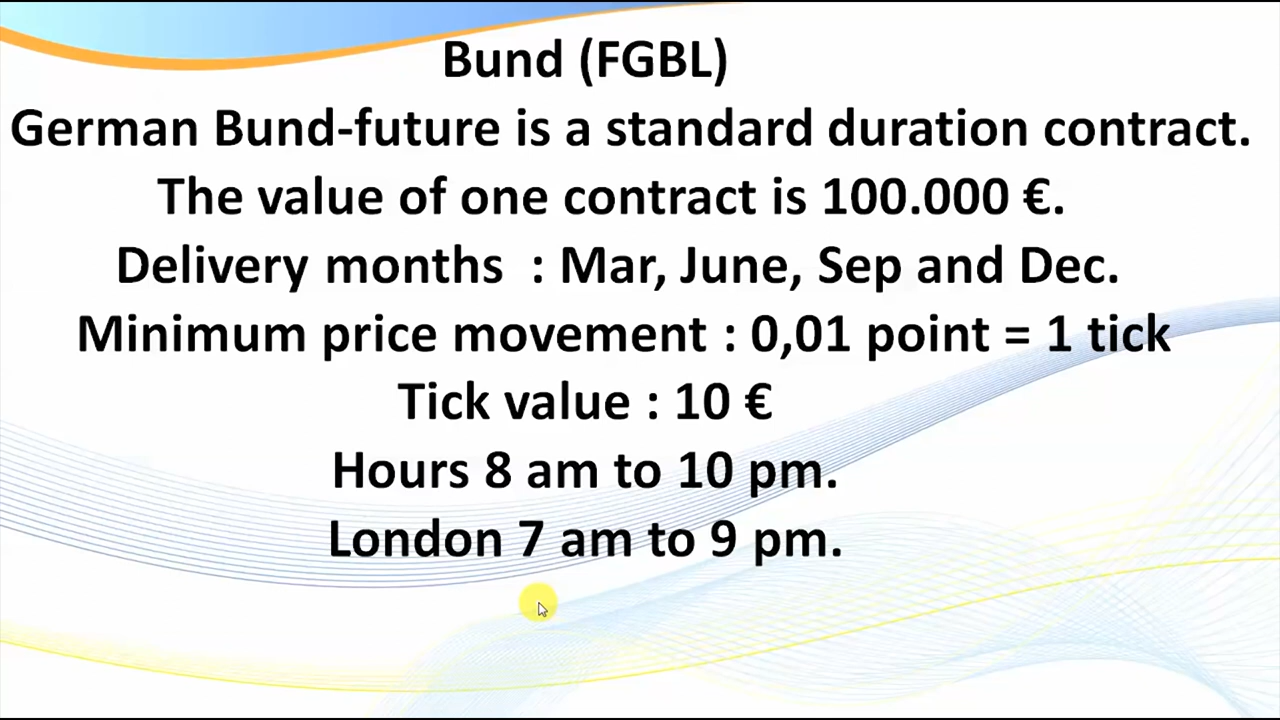 Bund (FGBL)
German Bund-future is a standard duration contract.
The value of one contract is 100.000 €.
Delivery months  : Mar, June, Sep and Dec.
Minimum price movement : 0,01 point = 1 tick
Tick value : 10 €
Hours 8 am to 10 pm.
London 7 am to 9 pm.